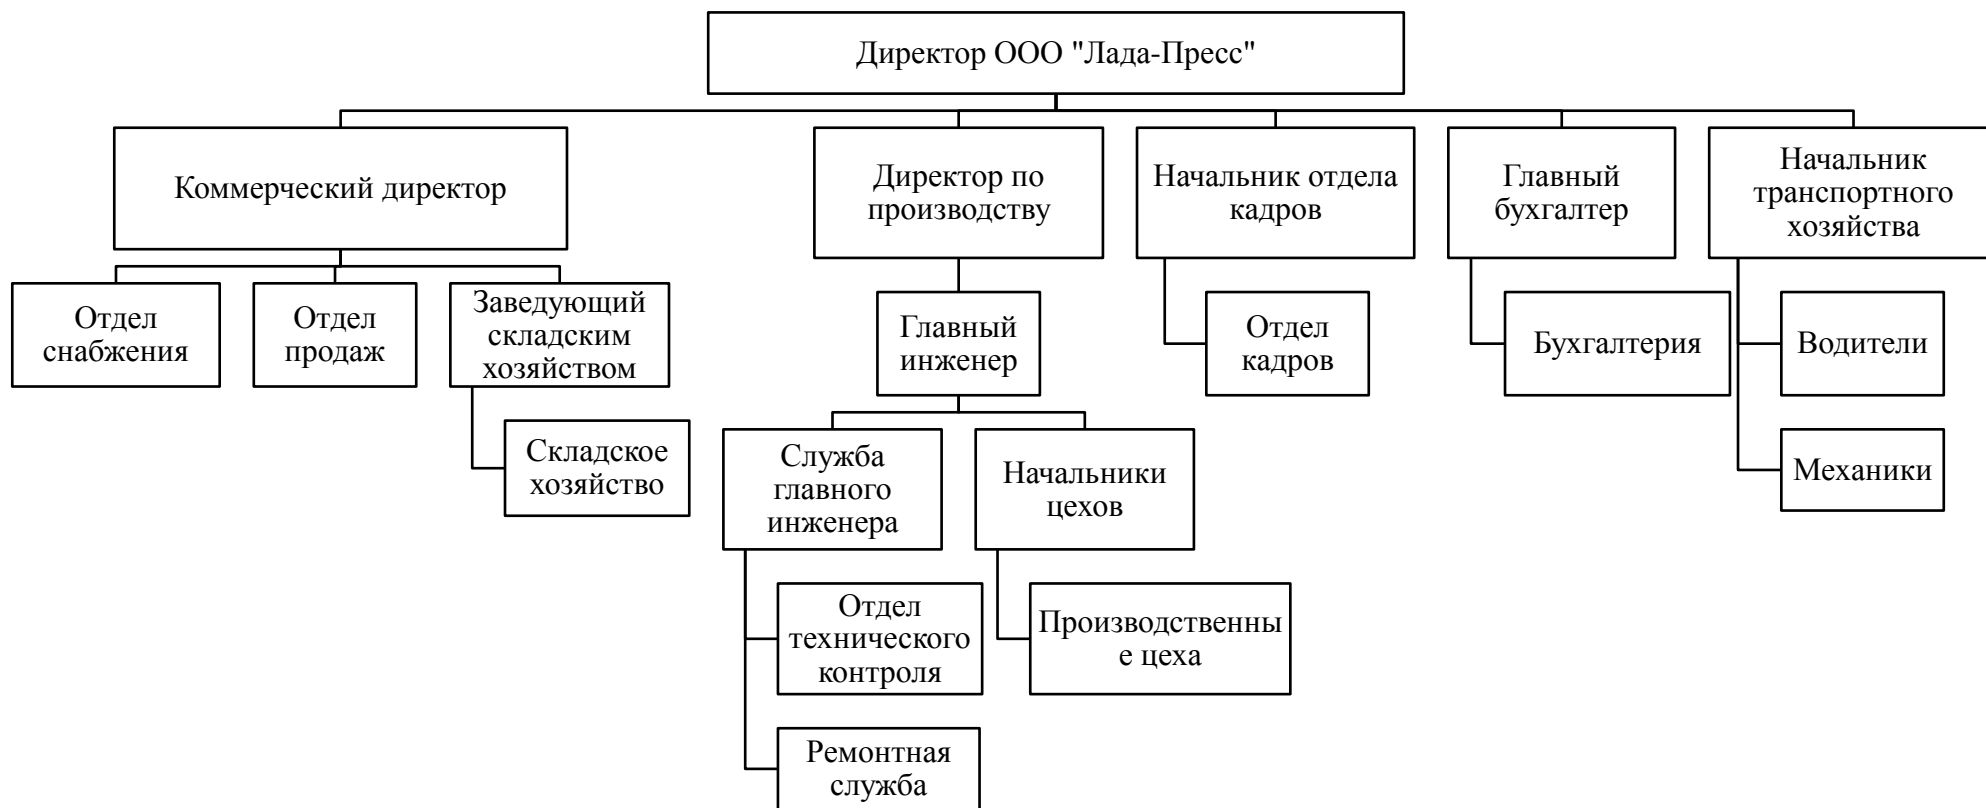 Директор ООО "Лада-Пресс"
Коммерческий директор
Директор по
производству
Начальник отдела
кадров
Главный
бухгалтер
Начальник
транспортного
хозяйства
Отдел
снабжения
Отдел
продаж
Заведующий
складским
хозяйством
Главный
инженер
Отдел
кадров
Бухгалтерия
Водители
Складское
хозяйство
Служба
главного
инженера
Начальники
цехов
Механики
Отдел
технического
контроля
Производственны
е цеха
Ремонтная
служба